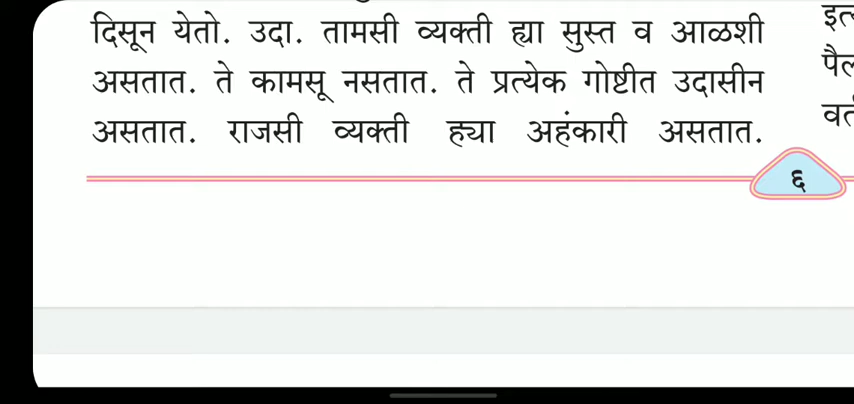 दिसून येतो. उदा. तामसी व्यक्ती ह्या सुस्त व आळशी
असतात. ते कामसू नसतात. ते प्रत्येक गोष्टीत उदासीन
असतात. राजसी व्यक्ती ह्या अहंकारी असतात.
६